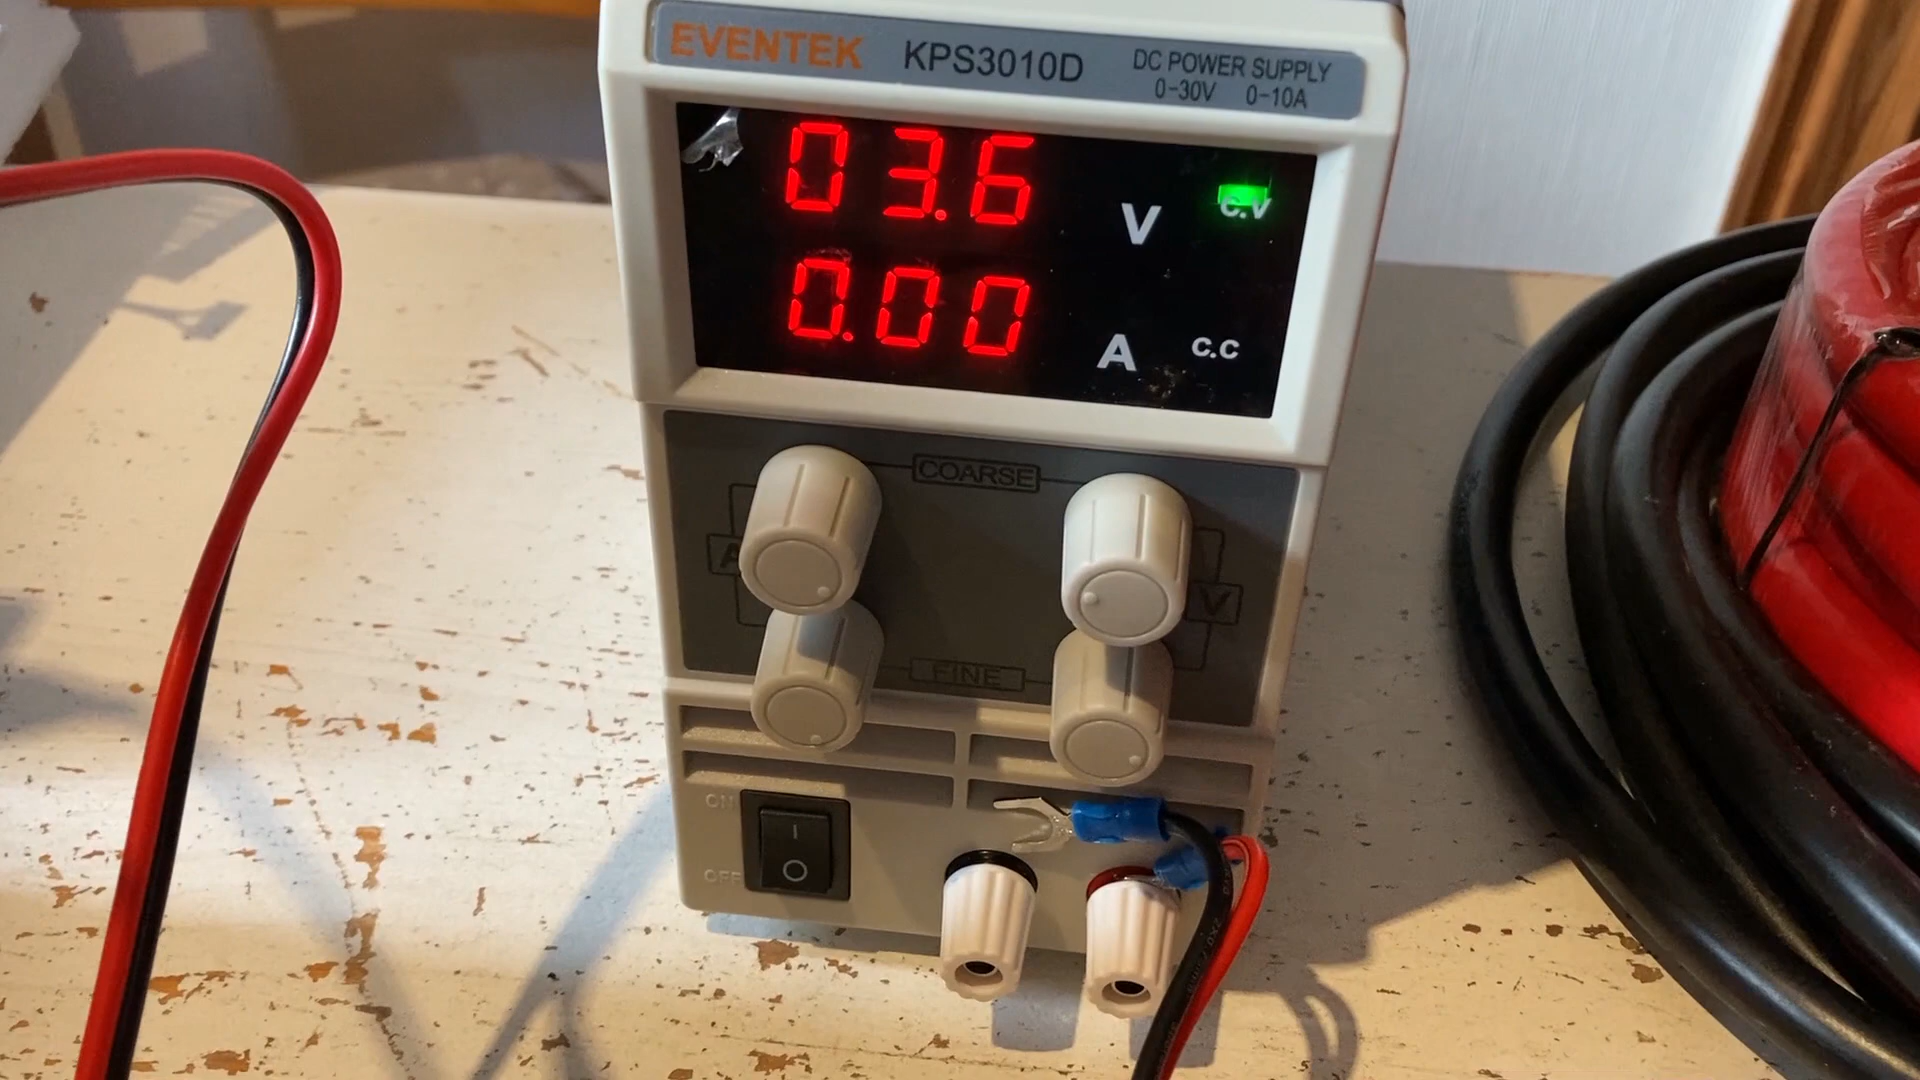 EVENTEK KPS3010D DC POWER SUPPLY
0-30V 0-10A
03.6 V C.V
0.00 A C.C
COARSE
A V
FINE
ON
I
O
OFF